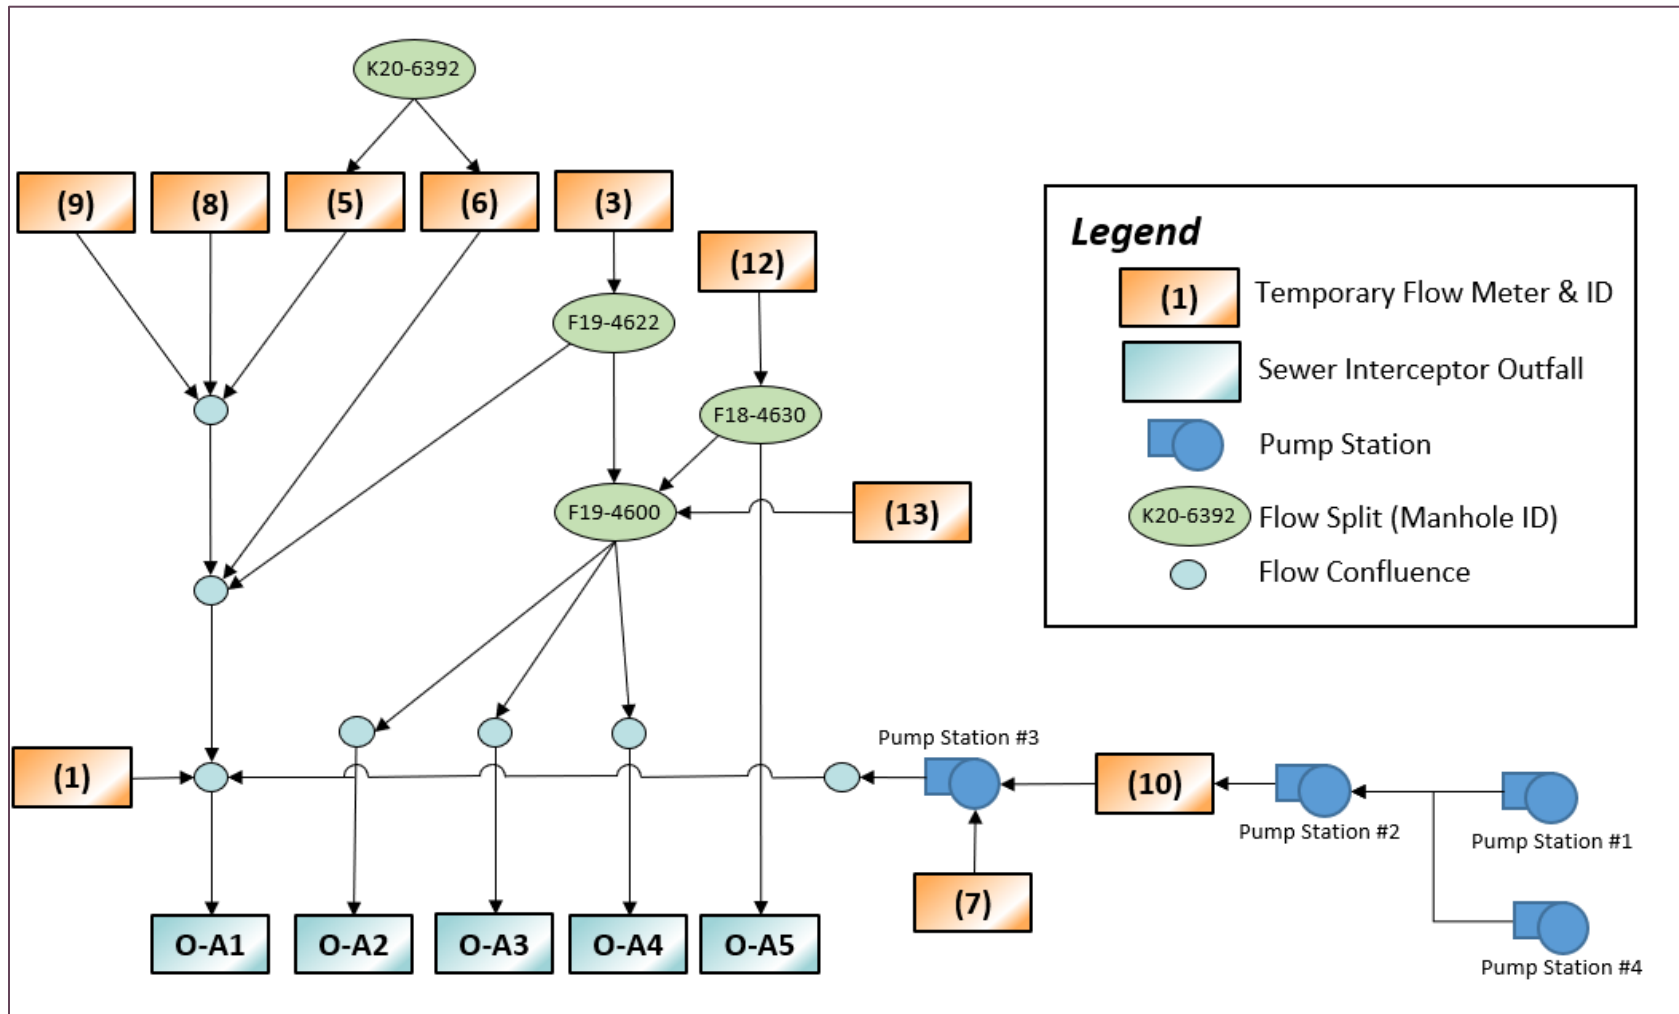 K20-6392
(9)
(8)
(5)
(6)
(3)
(12)
F19-4622
F18-4630
F19-4600
(13)
Legend
(1)
Temporary Flow Meter & ID
Sewer Interceptor Outfall
Pump Station
K20-6392
Flow Split (Manhole ID)
Flow Confluence
(1)
Pump Station #3
(10)
Pump Station #2
Pump Station #1
(7)
Pump Station #4
O-A1
O-A2
O-A3
O-A4
O-A5